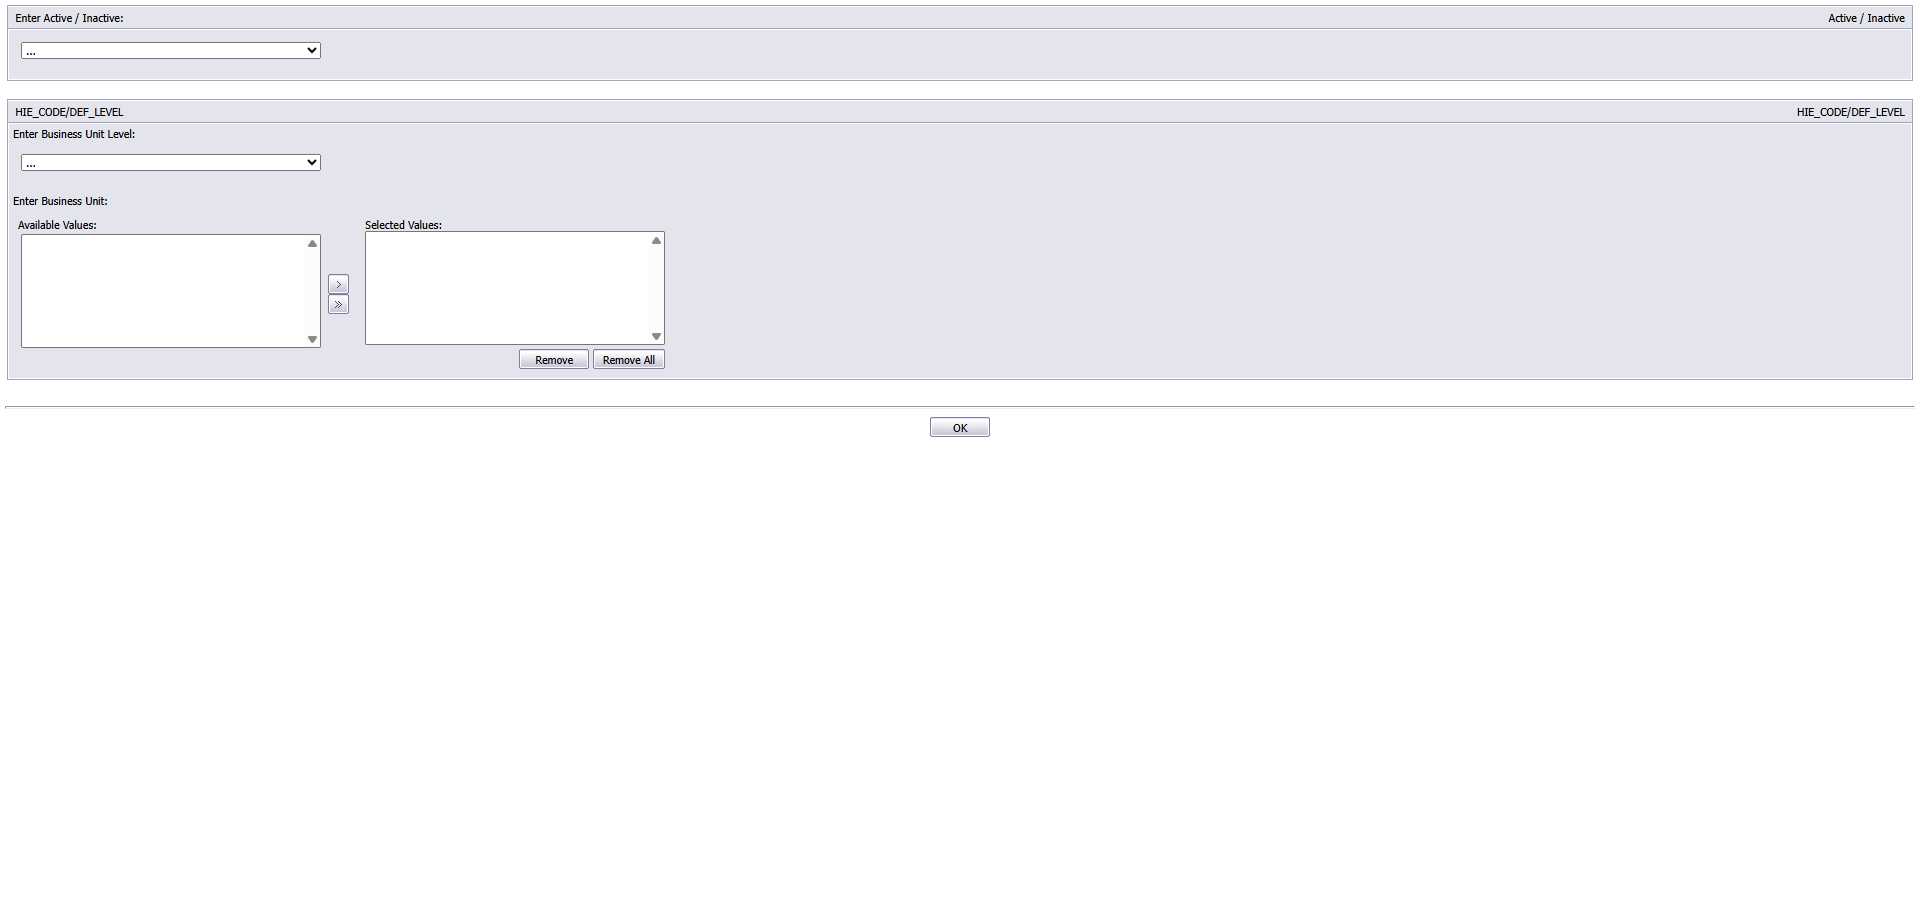 Enter Active / Inactive: Active / Inactive
...
HIE_CODE/DEF_LEVEL HIE_CODE/DEF_LEVEL
Enter Business Unit Level:
...
Enter Business Unit:
Available Values: Selected Values:
>
»
Remove Remove All
OK